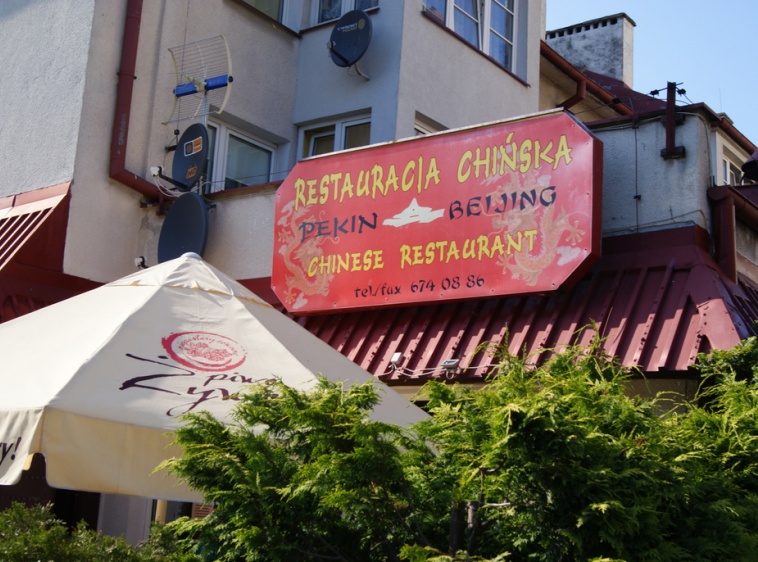 RESTAURACJA CHIŃSKA
PEKIN BEIJING
CHINESE RESTAURANT
tel/fax 674 08 86